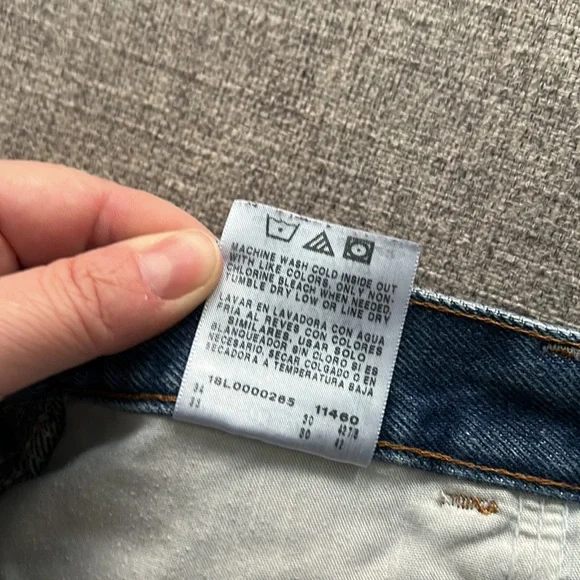 MACHINE WASH COLD INSIDE OUT
WITH LIKE COLORS, ONLY NON-
CHLORINE BLEACH WHEN NEEDED,
TUMBLE DRY LOW OR LINE DRY
LAVAR EN LAVADORA CON AGUA
FRIA AL REVES CON COLORES
SIMILARES, USAR SOLO
BLANQUEADOR SIN CLORO SI ES
NECESARIO, SECAR COLGADO O EN
SECADORA A TEMPERATURA BAJA
18L0000285 11460